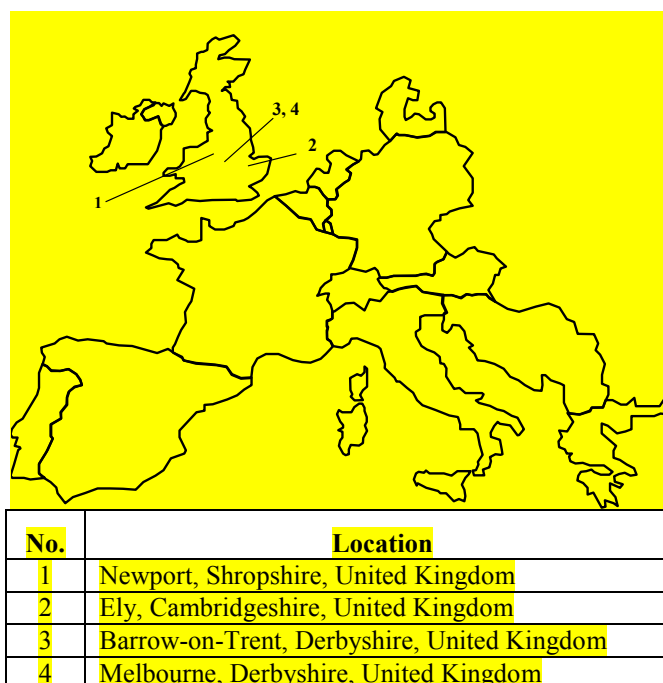 3, 4
2
1
No. Location
1 Newport, Shropshire, United Kingdom
2 Ely, Cambridgeshire, United Kingdom
3 Barrow-on-Trent, Derbyshire, United Kingdom
4 Melbourne, Derbyshire, United Kingdom